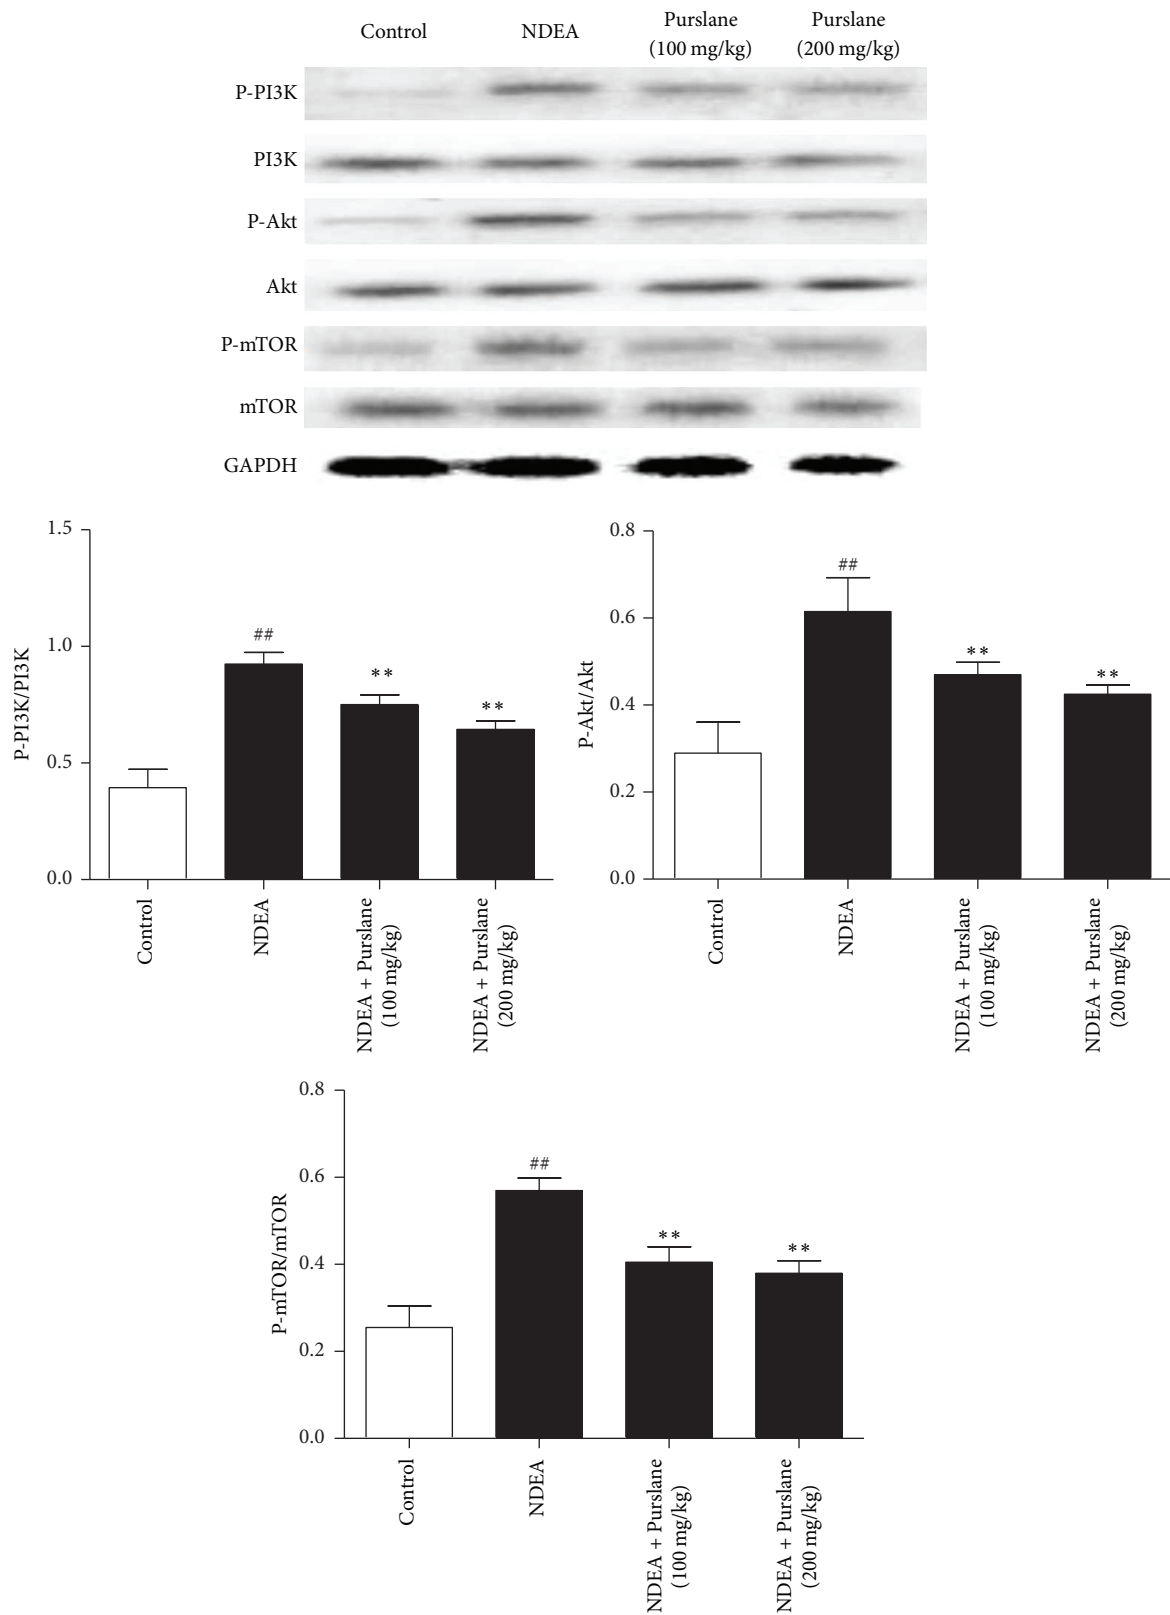 Control
NDEA
Purslane
(100 mg/kg)
Purslane
(200 mg/kg)
P-PI3K
PI3K
P-Akt
Akt
P-mTOR
mTOR
GAPDH
P-PI3K/PI3K
1.5
1.0
0.5
0.0
##
**
**
Control
NDEA
NDEA + Purslane
(100 mg/kg)
NDEA + Purslane
(200 mg/kg)
P-Akt/Akt
0.8
0.6
0.4
0.2
0.0
##
**
**
Control
NDEA
NDEA + Purslane
(100 mg/kg)
NDEA + Purslane
(200 mg/kg)
P-mTOR/mTOR
0.8
0.6
0.4
0.2
0.0
##
**
**
Control
NDEA
NDEA + Purslane
(100 mg/kg)
NDEA + Purslane
(200 mg/kg)